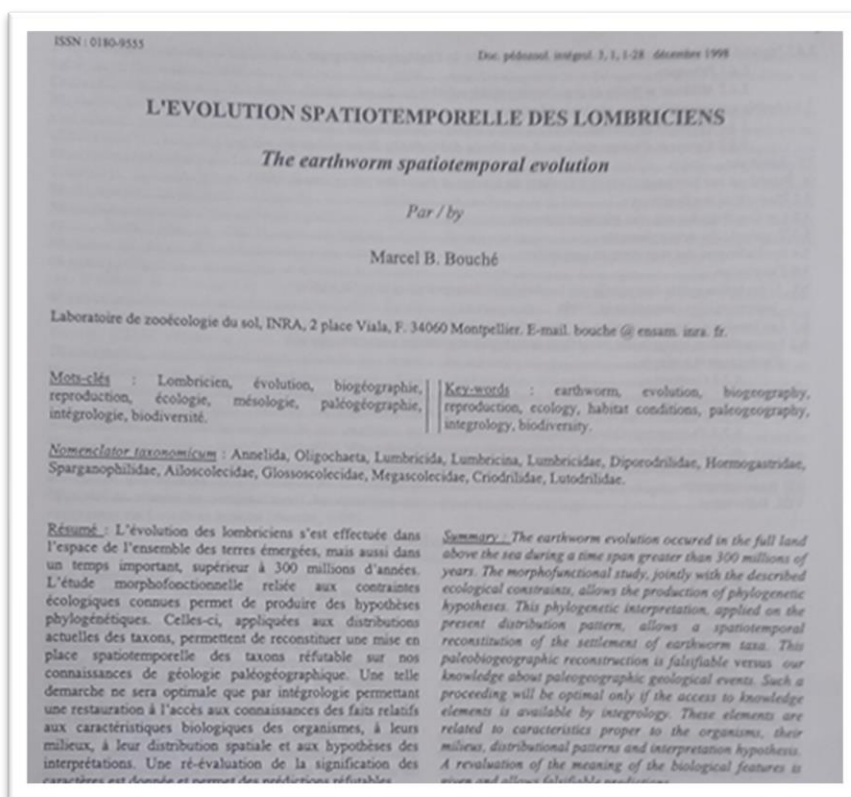 ISSN : 0180-9555
Doc. pédozool. intégrol. 3, 1, 1-28 décembre 1998
L'EVOLUTION SPATIOTEMPORELLE DES LOMBRICIENS
The earthworm spatiotemporal evolution
Par / by
Marcel B. Bouché
Laboratoire de zooécologie du sol, INRA, 2 place Viala, F. 34060 Montpellier. E-mail. bouche @ ensam. inra. fr.
Mots-clés : Lombricien, évolution, biogéographie,
reproduction, écologie, mésologie, paléogéographie,
intégrologie, biodiversité.
Key-words : earthworm, evolution, biogeography,
reproduction, ecology, habitat conditions, paleogeography,
integrology, biodiversity.
Nomenclator taxonomicum : Annelida, Oligochaeta, Lumbricida, Lumbricina, Lumbricidae, Diporodrilidae, Hormogastridae,
Sparganophilidae, Ailoscolecidae, Glossoscolecidae, Megascolecidae, Criodrilidae, Lutodrilidae.
Résumé : L'évolution des lombriciens s'est effectuée dans
l'espace de l'ensemble des terres émergées, mais aussi dans
un temps important, supérieur à 300 millions d'années.
L'étude morphofonctionnelle reliée aux contraintes
écologiques connues permet de produire des hypothèses
phylogénétiques. Celles-ci, appliquées aux distributions
actuelles des taxons, permettent de reconstituer une mise en
place spatiotemporelle des taxons réfutable sur nos
connaissances de géologie paléogéographique. Une telle
demarche ne sera optimale que par intégrologie permettant
une restauration à l'accès aux connaissances des faits relatifs
aux caractéristiques biologiques des organismes, à leurs
milieux, à leur distribution spatiale et aux hypothèses des
interprétations. Une ré-évaluation de la signification des
caractères est donnée et permet des prédictions réfutables.
Summary : The earthworm evolution occured in the full land
above the sea during a time span greater than 300 millions of
years. The morphofunctional study, jointly with the described
ecological constraints, allows the production of phylogenetic
hypotheses. This phylogenetic interpretation, applied on the
present distribution pattern, allows a spatiotemporal
reconstitution of the settlement of earthworm taxa. This
paleobiogeographic reconstruction is falsifiable versus our
knowledge about paleogeographic geological events. Such a
proceeding will be optimal only if the access to knowledge
elements is available by integrology. These elements are
related to caracteristics proper to the organisms, their
milieus, distributional patterns and interpretation hypothesis.
A revaluation of the meaning of the biological features is
given and allows falsifiable predictions.